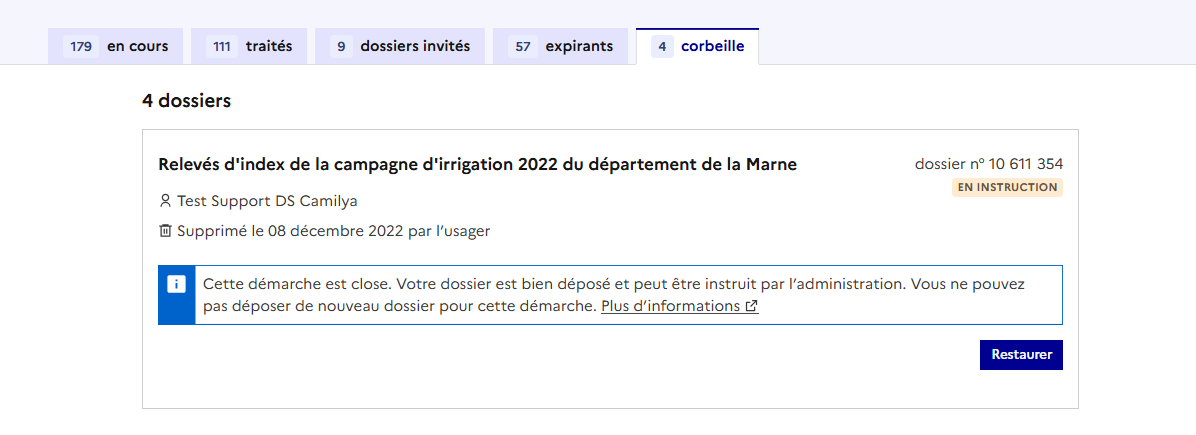 179 en cours 111 traités 9 dossiers invités 57 expirants 4 corbeille
4 dossiers
Relevés d'index de la campagne d'irrigation 2022 du département de la Marne dossier n° 10 611 354
EN INSTRUCTION
Test Support DS Camilya
Supprimé le 08 décembre 2022 par l’usager
Cette démarche est close. Votre dossier est bien déposé et peut être instruit par l’administration. Vous ne pouvez
pas déposer de nouveau dossier pour cette démarche. Plus d’informations
Restaurer